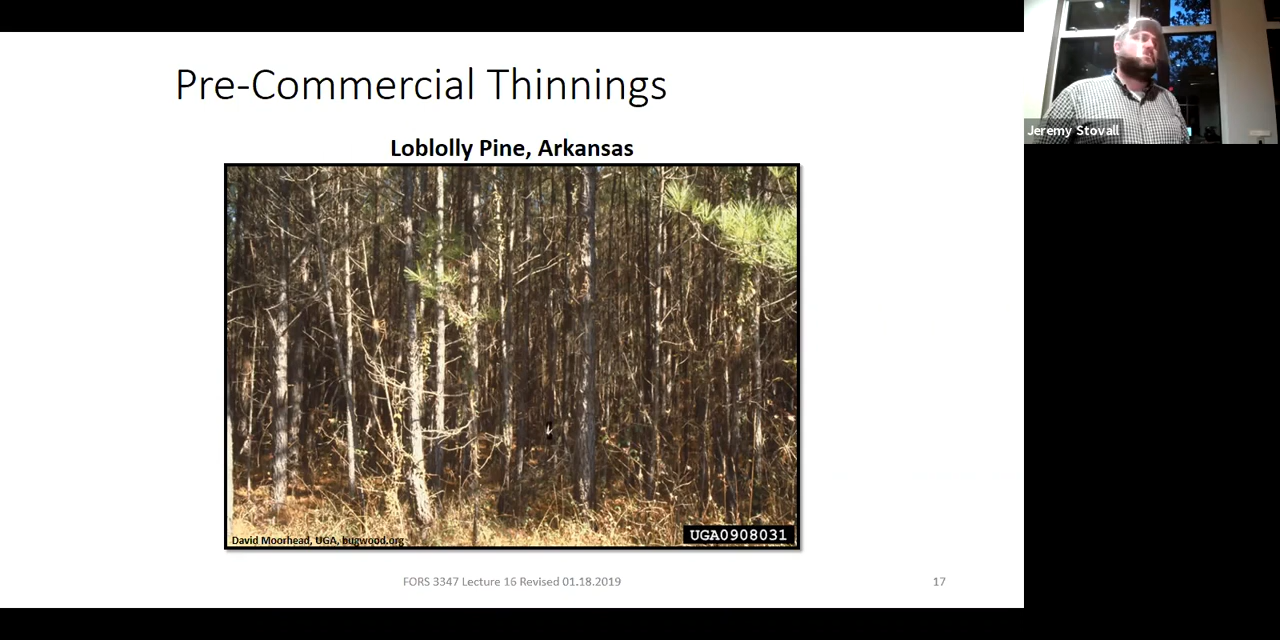 Pre-Commercial Thinnings
Jeremy Stovall
Loblolly Pine, Arkansas
David Moorhead, UGA, bugwood.org
UGA0908031
FORS 3347 Lecture 16 Revised 01.18.2019
17